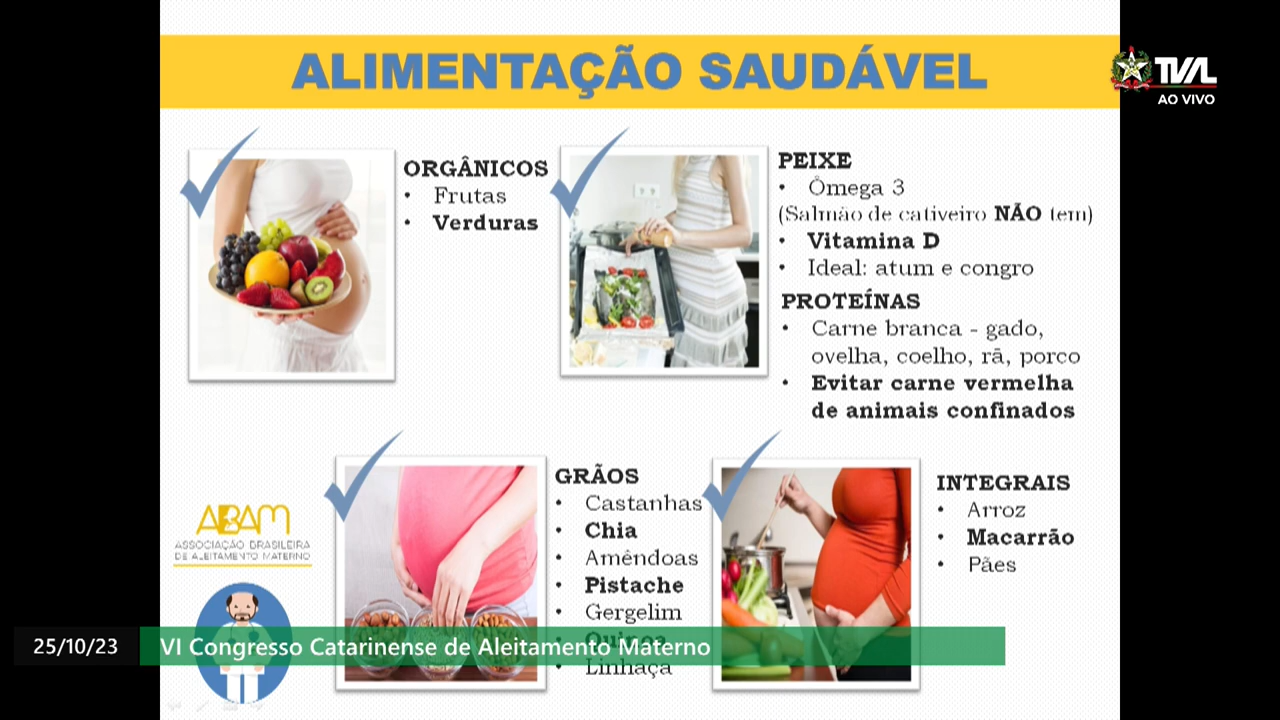 ALIMENTAÇÃO SAUDÁVEL
TVAL
AO VIVO
ORGÂNICOS
• Frutas
• Verduras
PEIXE
• Ômega 3
(Salmão de cativeiro NÃO tem)
• Vitamina D
• Ideal: atum e congro
PROTEÍNAS
• Carne branca - gado,
ovelha, coelho, rã, porco
• Evitar carne vermelha
de animais confinados
GRÃOS
• Castanhas
• Chia
• Amêndoas
• Pistache
• Gergelim
• Quinoa
• Linhaça
INTEGRAIS
• Arroz
• Macarrão
• Pães
ABAM
ASSOCIAÇÃO BRASILEIRA
DE ALEITAMENTO MATERNO
25/10/23
VI Congresso Catarinense de Aleitamento Materno